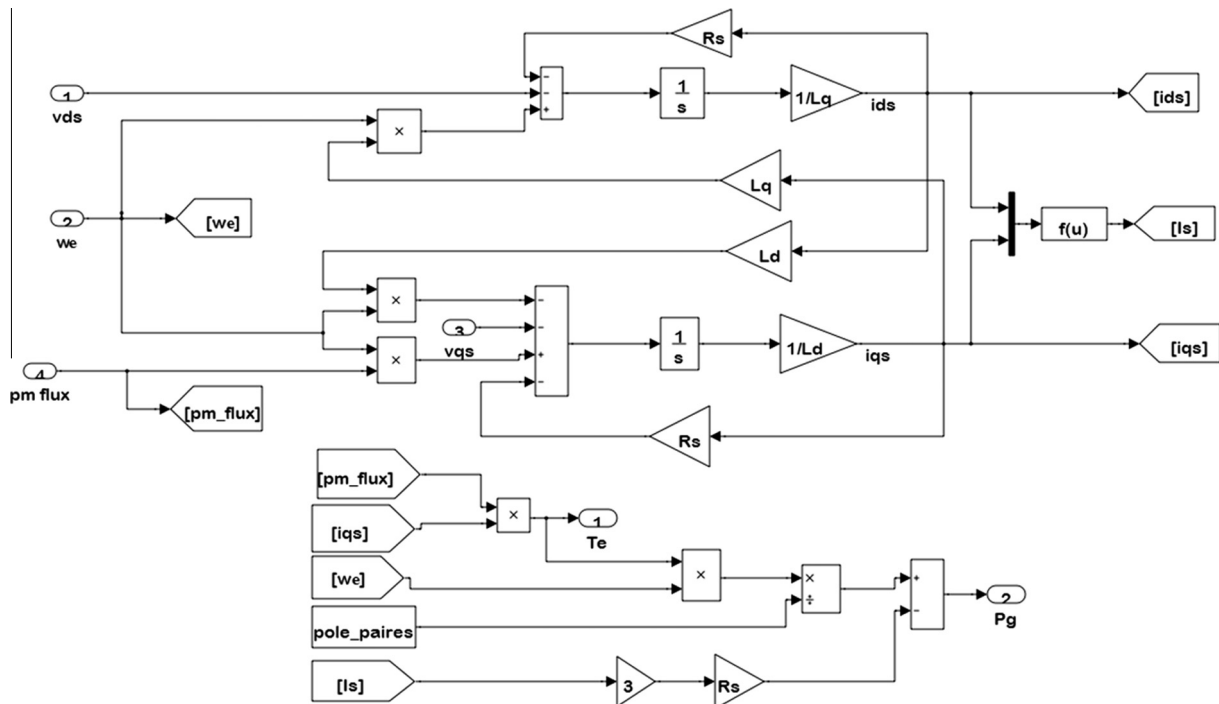 Rs
1
vds
1
s
1/Lq
ids
[ids]
×
Lq
2
we
[we]
f(u)
[Is]
Ld
×
3
vqs
1
s
1/Ld
iqs
[iqs]
×
4
pm flux
[pm_flux]
Rs
[pm_flux]
×
1
Te
[iqs]
[we]
×
×
÷
2
Pg
pole_paires
[Is]
3
Rs